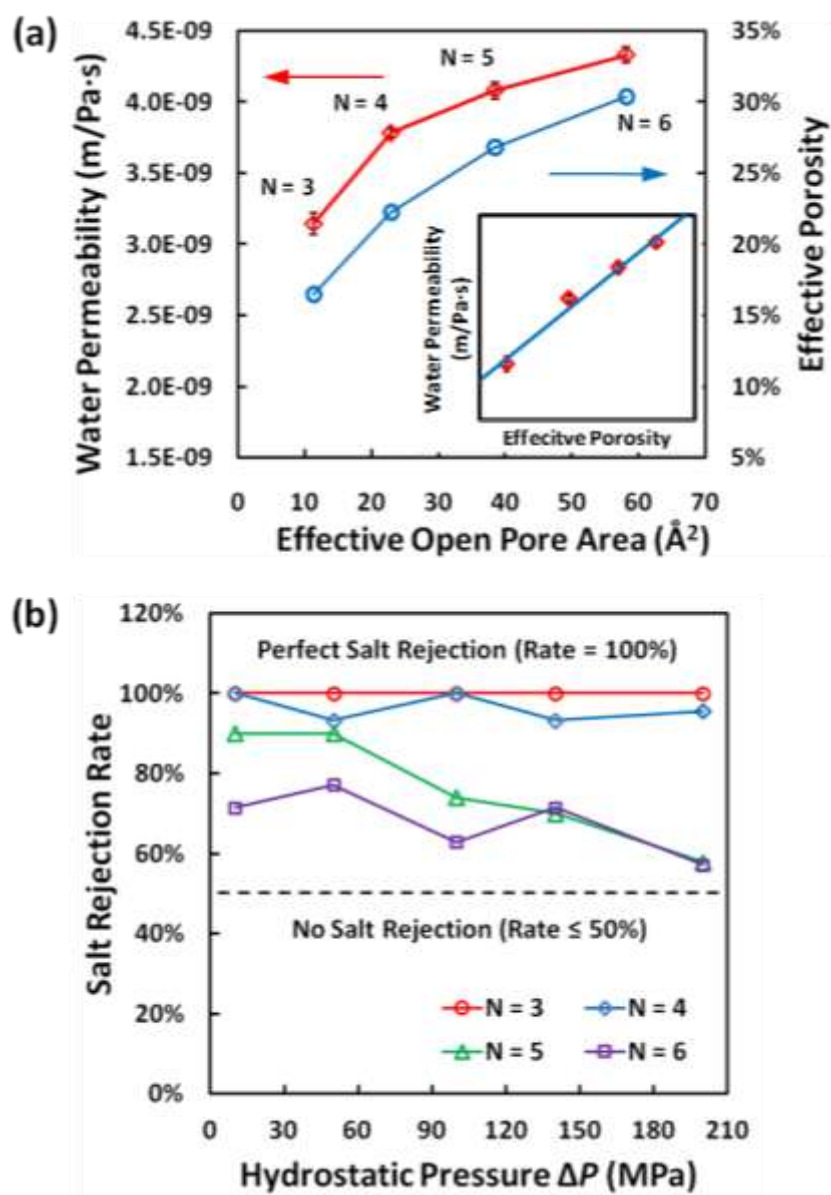 (a)
4.5E-09
4.0E-09
3.5E-09
3.0E-09
2.5E-09
2.0E-09
1.5E-09
Water Permeability (m/Pa·s)
N = 3
N = 4
N = 5
N = 6
35%
30%
25%
20%
15%
10%
5%
Effective Porosity
Water Permeability
(m/Pa·s)
Effecitve Porosity
0 10 20 30 40 50 60 70
Effective Open Pore Area (Å²)
(b)
120%
100%
80%
60%
40%
20%
0%
Salt Rejection Rate
Perfect Salt Rejection (Rate = 100%)
No Salt Rejection (Rate ≤ 50%)
N = 3 N = 4
N = 5 N = 6
0 30 60 90 120 150 180 210
Hydrostatic Pressure ΔP (MPa)